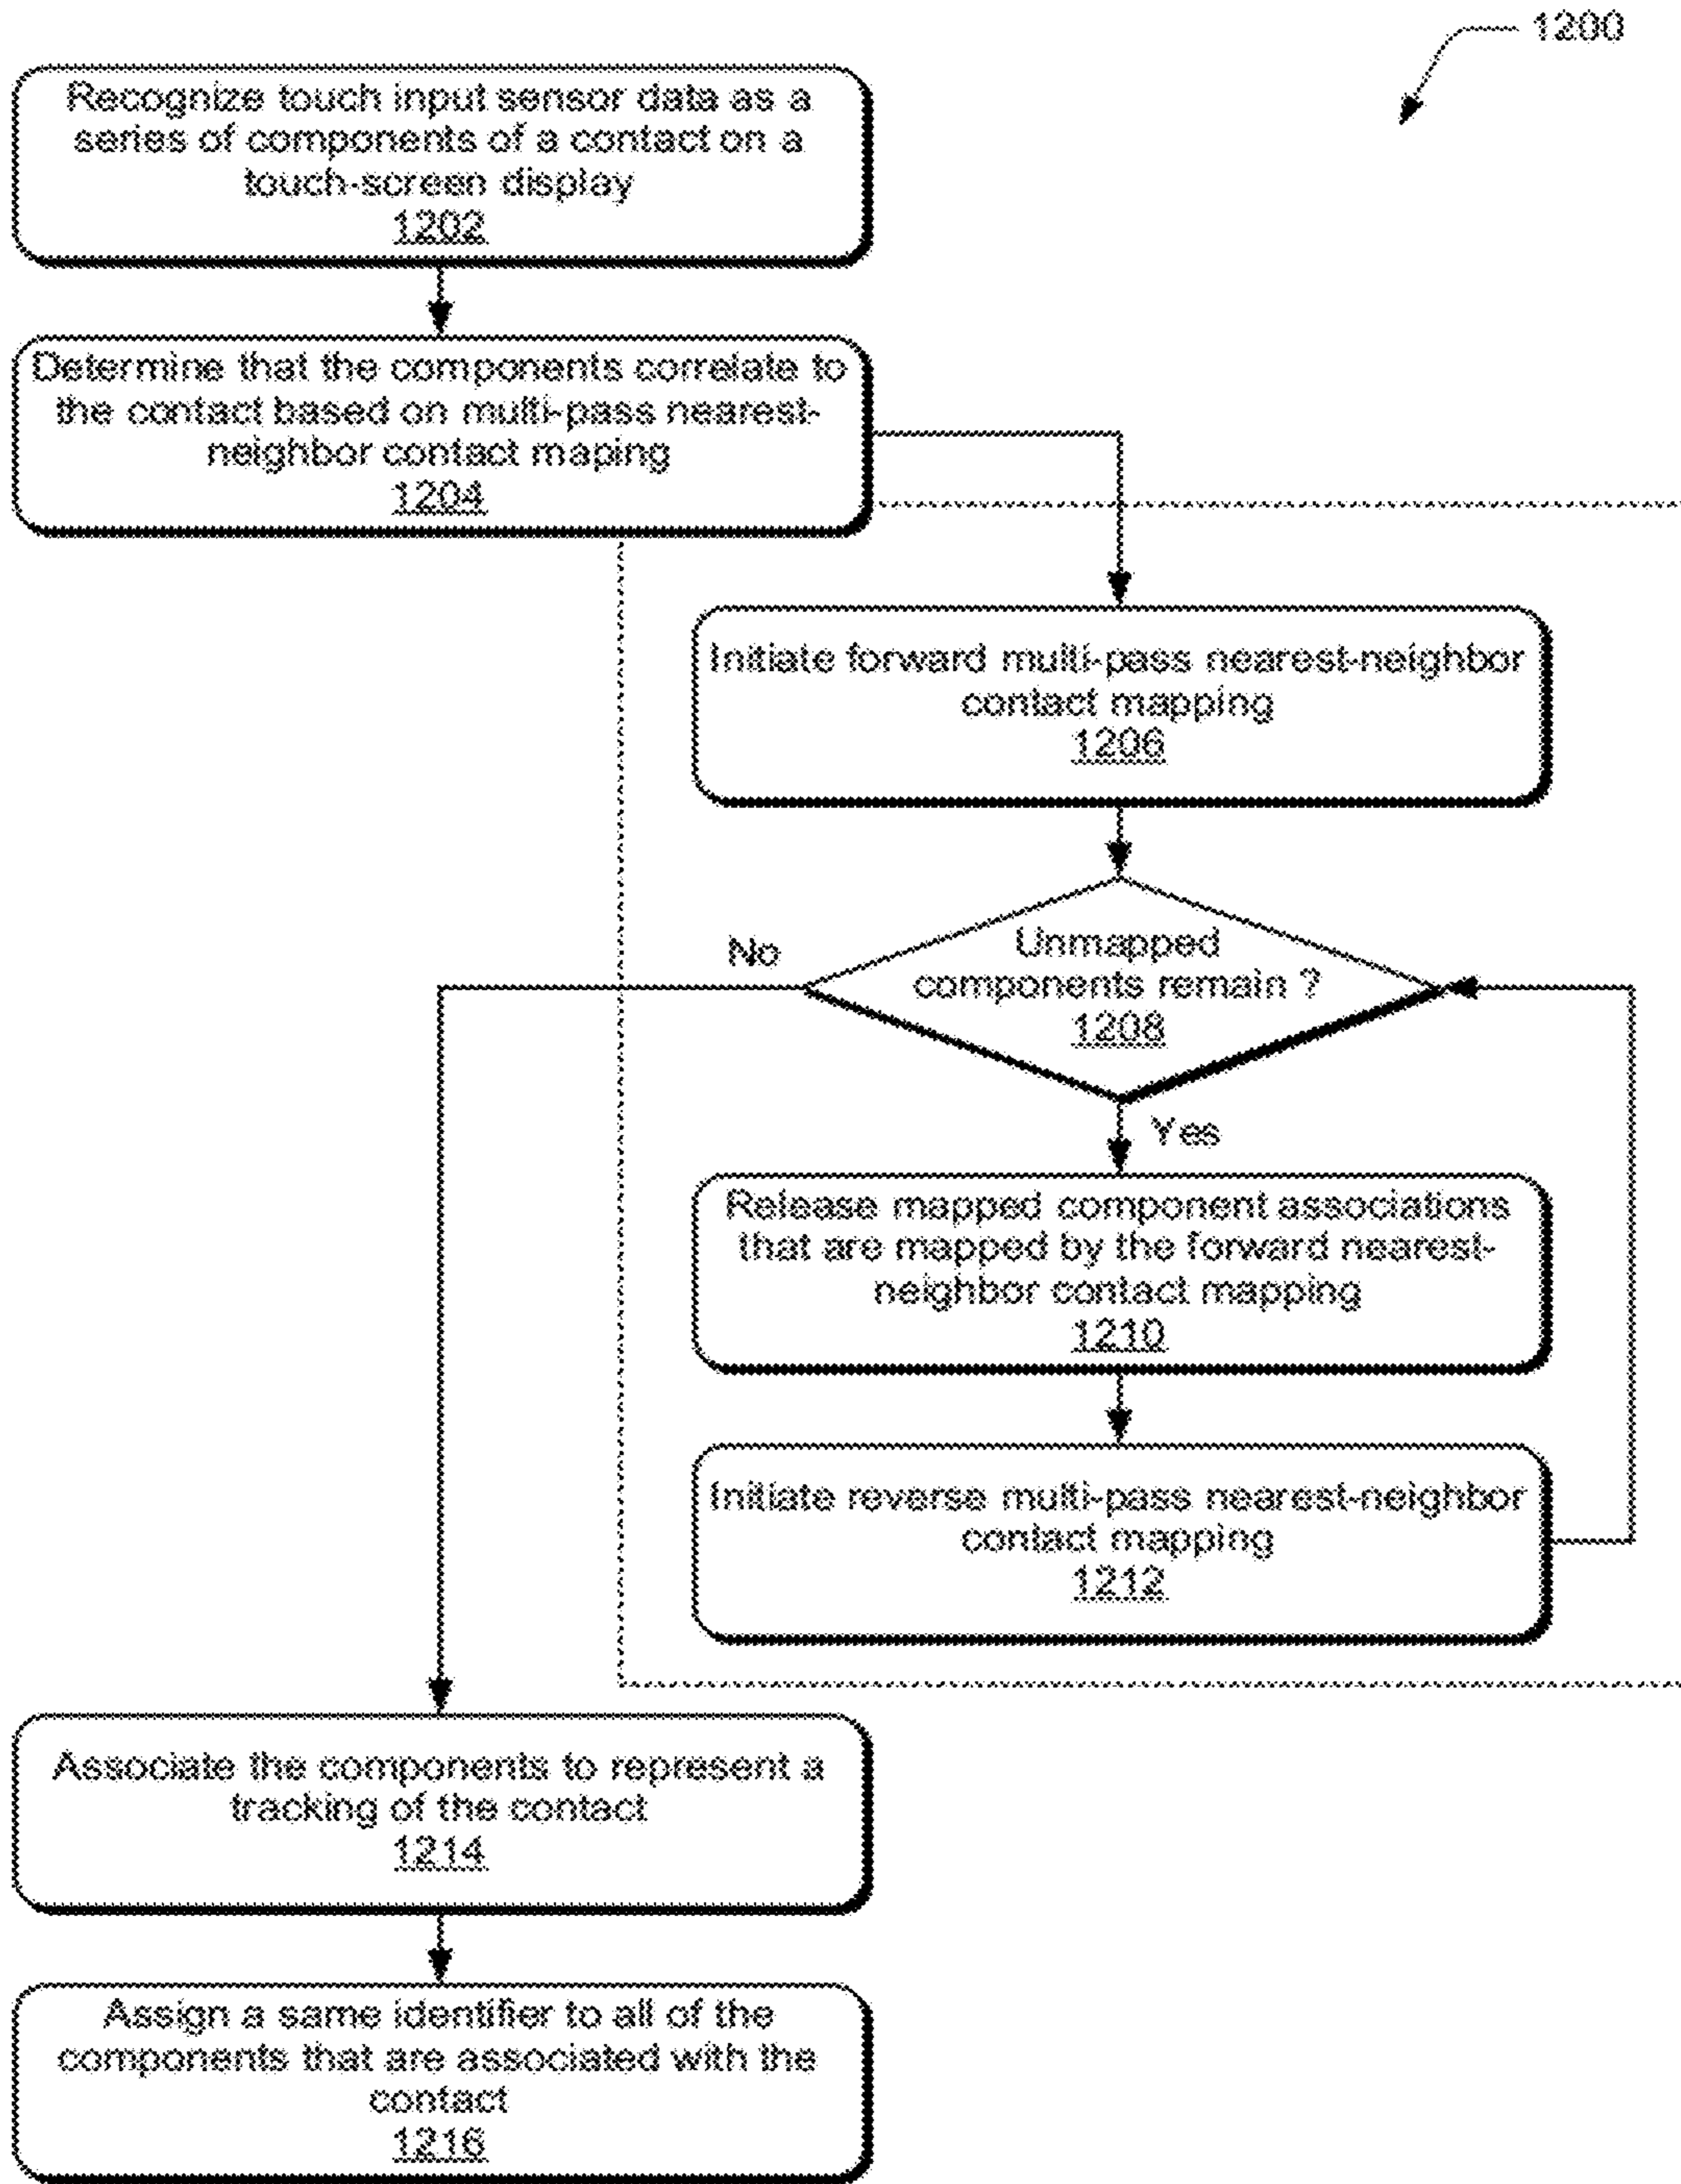 1200
Recognize touch input sensor data as a
series of components of a contact on a
touch-screen display
1202
Determine that the components correlate to
the contact based on multi-pass nearest-
neighbor contact maping
1204
Initiate forward multi-pass nearest-neighbor
contact mapping
1206
No
Unmapped
components remain ?
1208
Yes
Release mapped component associations
that are mapped by the forward nearest-
neighbor contact mapping
1210
Initiate reverse multi-pass nearest-neighbor
contact mapping
1212
Associate the components to represent a
tracking of the contact
1214
Assign a same identifier to all of the
components that are associated with the
contact
1216